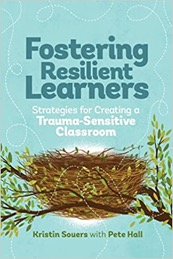 Fostering
Resilient
Learners
Strategies for Creating a
Trauma-Sensitive
Classroom
Kristin Souers with Pete Hall